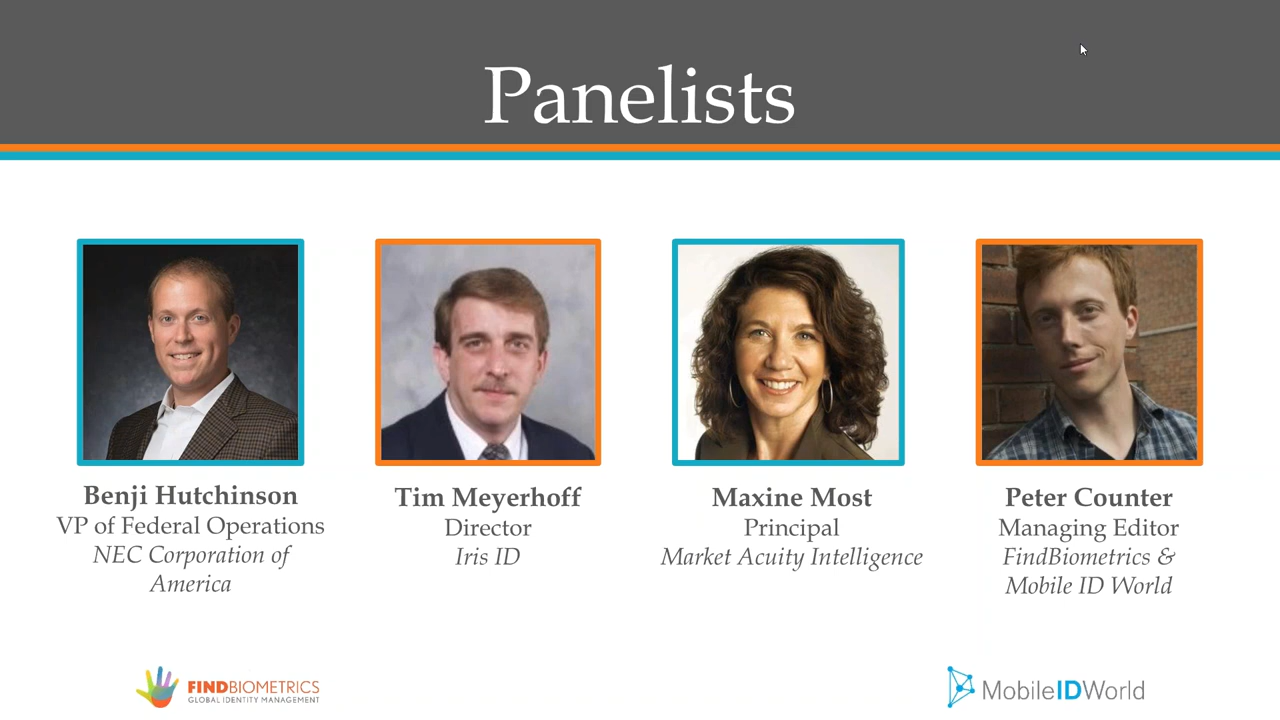 Panelists
Benji Hutchinson
VP of Federal Operations
NEC Corporation of
America
Tim Meyerhoff
Director
Iris ID
Maxine Most
Principal
Market Acuity Intelligence
Peter Counter
Managing Editor
FindBiometrics &
Mobile ID World
FINDBIOMETRICS
GLOBAL IDENTITY MANAGEMENT
MobileIDWorld